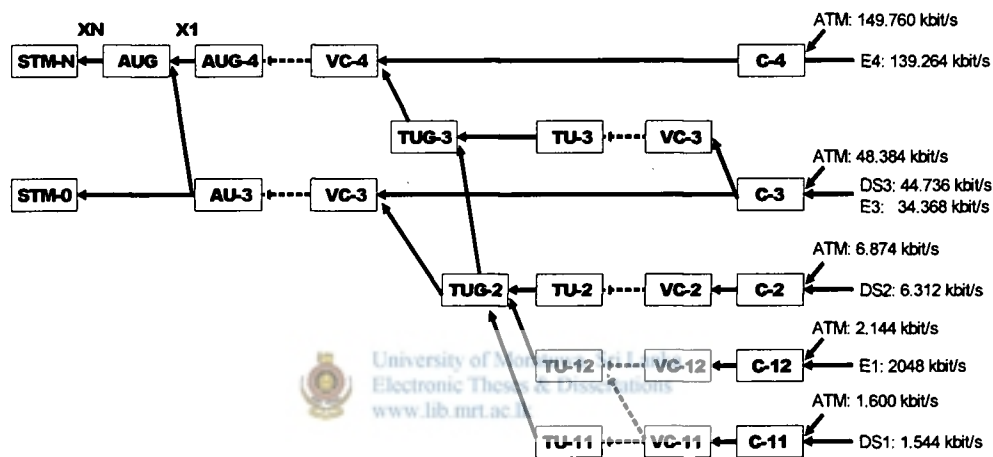 ATM: 149.760 kbit/s
XN X1
STM-N AUG AUG-4 VC-4 C-4 E4: 139.264 kbit/s
TUG-3 TU-3 VC-3
ATM: 48.384 kbit/s
STM-0 AU-3 VC-3 C-3 DS3: 44.736 kbit/s
E3: 34.368 kbit/s
ATM: 6.874 kbit/s
TUG-2 TU-2 VC-2 C-2 DS2: 6.312 kbit/s
ATM: 2.144 kbit/s
TU-12 VC-12 C-12 E1: 2048 kbit/s
University of Moratuwa, Sri Lanka
Electronic Theses & Dissertations
www.lib.mrt.ac.lk
ATM: 1.600 kbit/s
TU-11 VC-11 C-11 DS1: 1.544 kbit/s